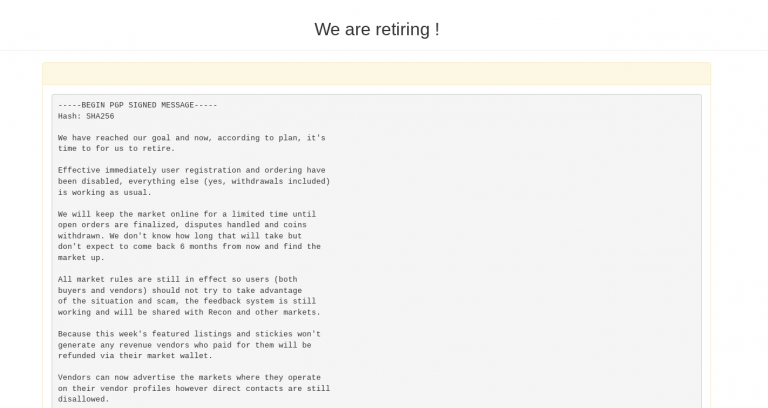 We are retiring !
-----BEGIN PGP SIGNED MESSAGE-----
Hash: SHA256
We have reached our goal and now, according to plan, it's
time to for us to retire.
Effective immediately user registration and ordering have
been disabled, everything else (yes, withdrawals included)
is working as usual.
We will keep the market online for a limited time until
open orders are finalized, disputes handled and coins
withdrawn. We don't know how long that will take but
don't expect to come back 6 months from now and find the
market up.
All market rules are still in effect so users (both
buyers and vendors) should not try to take advantage
of the situation and scam, the feedback system is still
working and will be shared with Recon and other markets.
Because this week's featured listings and stickies won't
generate any revenue vendors who paid for them will be
refunded via their market wallet.
Vendors can now advertise the markets where they operate
on their vendor profiles however direct contacts are still
disallowed.